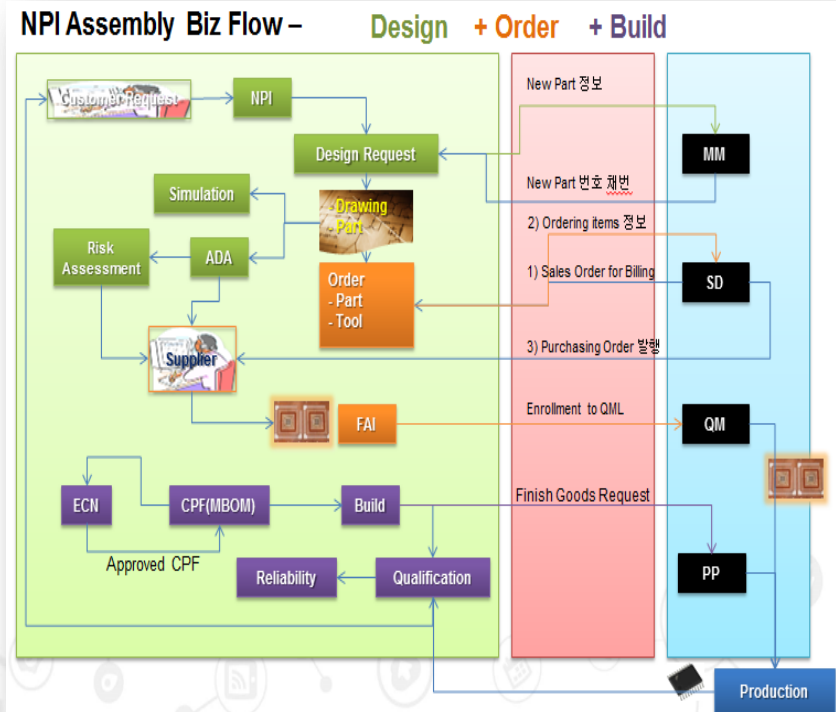 NPI Assembly Biz Flow – Design + Order + Build
Customer Request
NPI
New Part 정보
Design Request
MM
New Part 번호 채번
Simulation
- Drawing
- Part
2) Ordering items 정보
Risk
Assessment
ADA
Order
- Part
- Tool
1) Sales Order for Billing
SD
Supplier
3) Purchasing Order 발행
FAI
Enrollment to QML
QM
ECN
CPF(MBOM)
Build
Finish Goods Request
Approved CPF
Reliability
Qualification
PP
Production